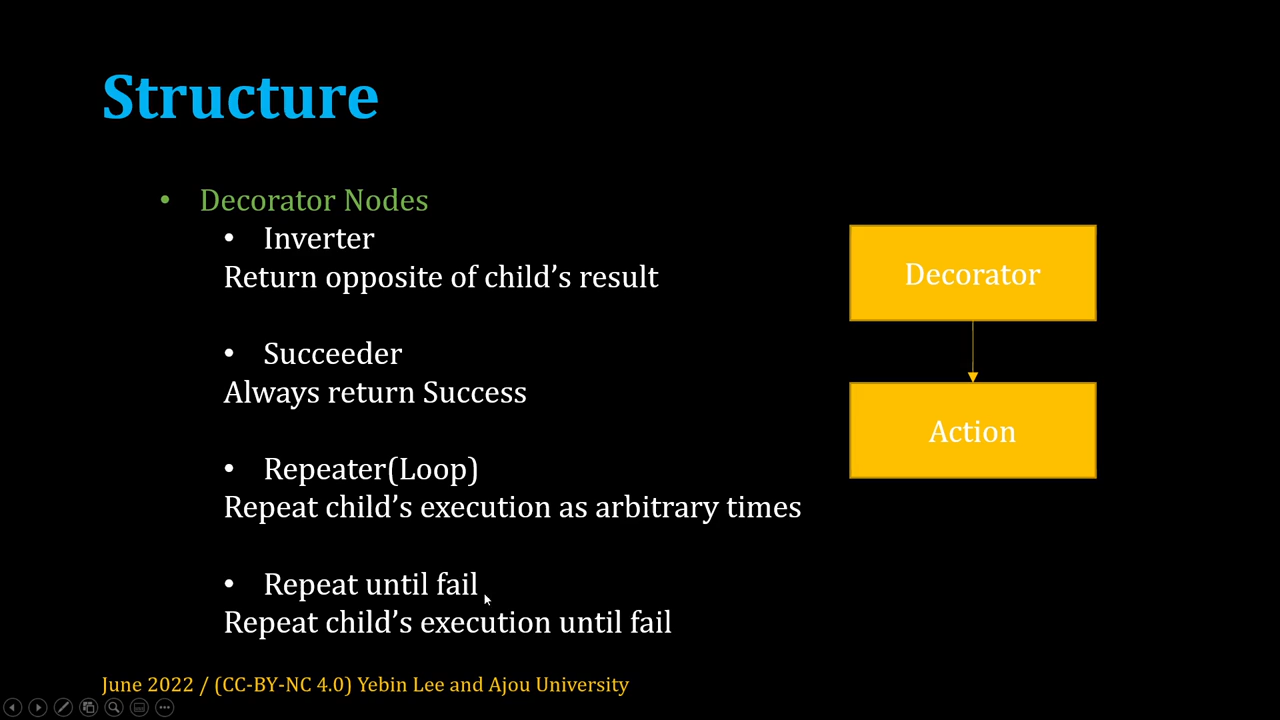 Structure
• Decorator Nodes
• Inverter
Return opposite of child’s result
• Succeeder
Always return Success
• Repeater(Loop)
Repeat child’s execution as arbitrary times
• Repeat until fail
Repeat child’s execution until fail
Decorator
Action
June 2022 / (CC-BY-NC 4.0) Yebin Lee and Ajou University